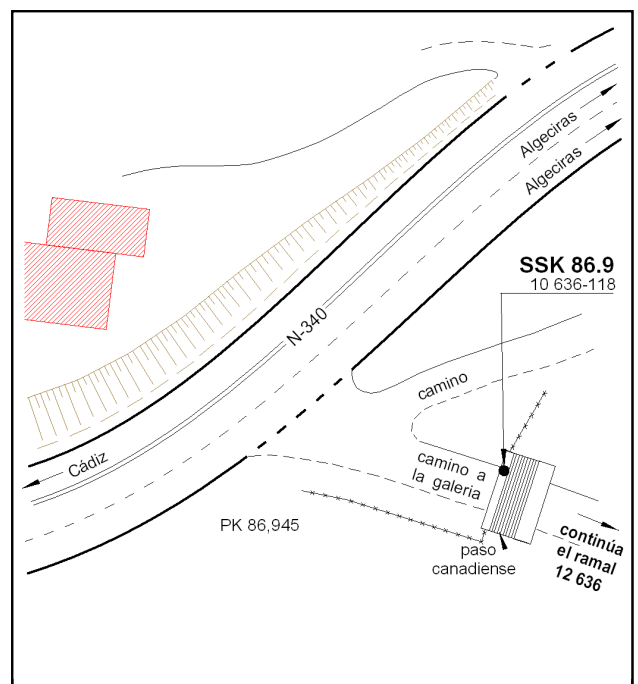 Algeciras
Algeciras
SSK 86.9
10 636-118
N-340
camino
Cádiz
camino a
la galeria
PK 86,945
paso
canadiense
continúa
el ramal
12 636